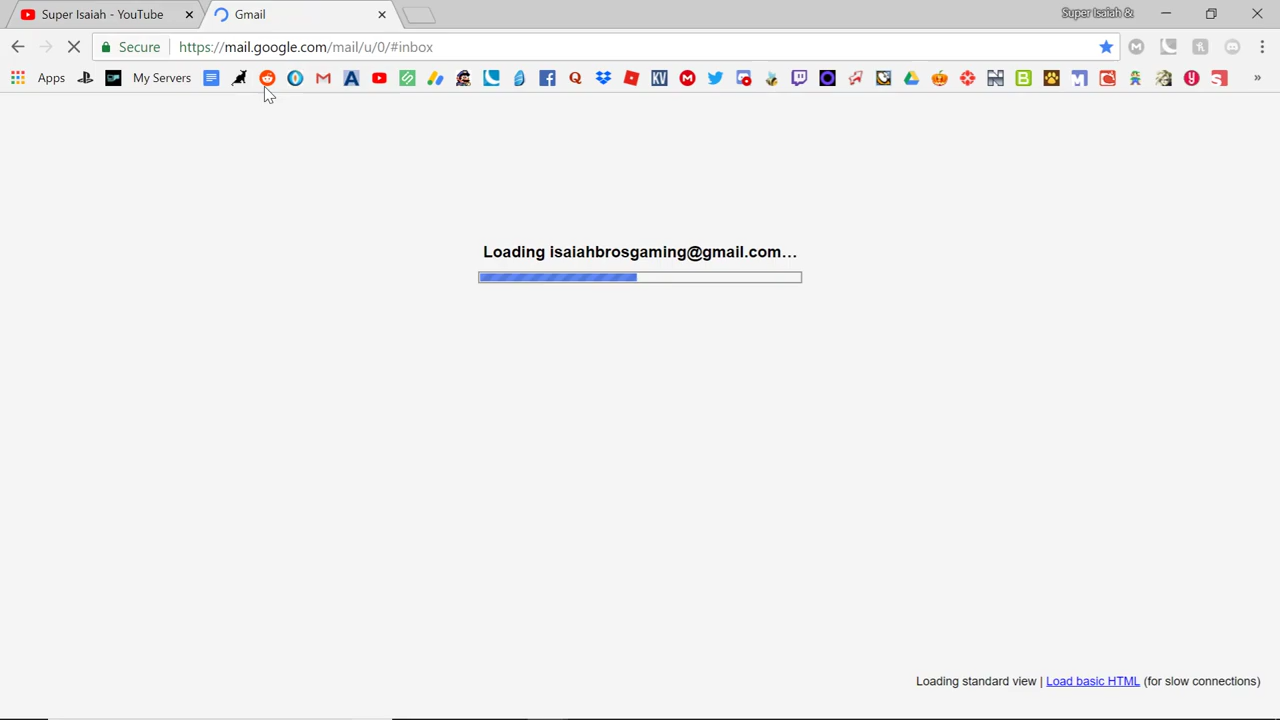 Super Isaiah - YouTube
Gmail
Super Isaiah &
Secure
https://mail.google.com/mail/u/0/#inbox
Apps
My Servers
KV
Loading isaiahbrosgaming@gmail.com...
Loading standard view | Load basic HTML (for slow connections)